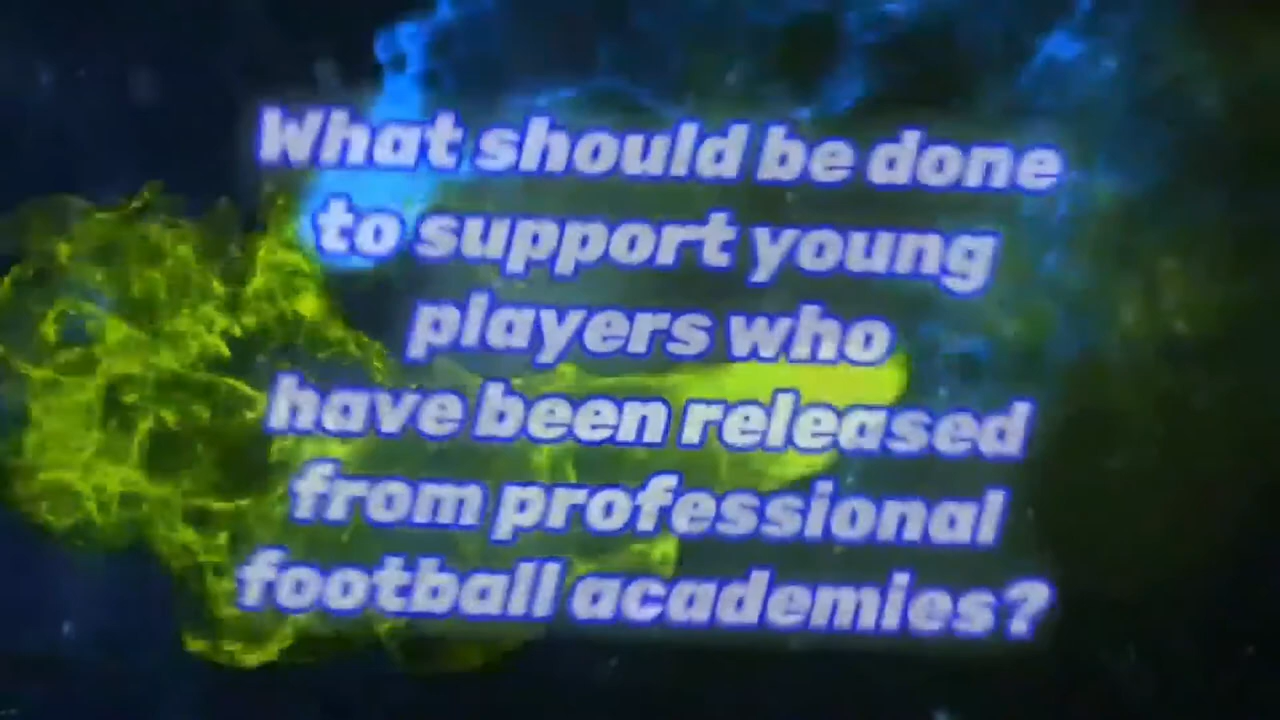 What should be done
to support young
players who
have been released
from professional
football academies?